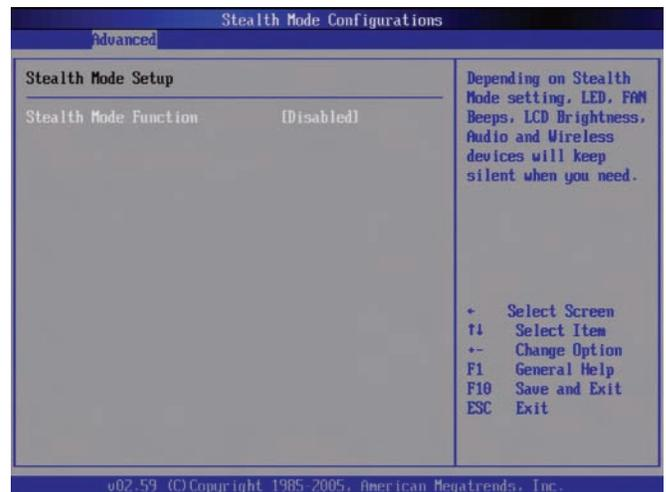 Stealth Mode Configurations
Advanced
Stealth Mode Setup
Stealth Mode Function [Disabled]
Depending on Stealth
Mode setting, LED, FAN
Beeps, LCD Brightness,
Audio and Wireless
devices will keep
silent when you need.
← Select Screen
↑↓ Select Item
+- Change Option
F1 General Help
F10 Save and Exit
ESC Exit
v02.59 (C)Copyright 1985-2005, American Megatrends, Inc.